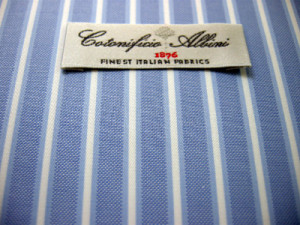 Cotonificio Albini
1876
FINEST ITALIAN FABRICS